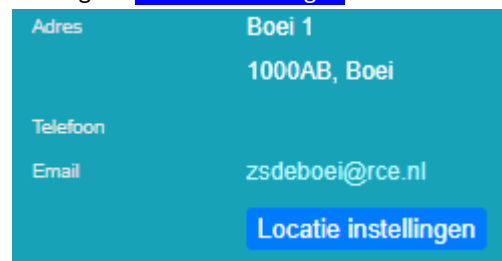 Adres Boei 1
1000AB, Boei
Telefoon
Email zsdeboei@rce.nl
Locatie instellingen